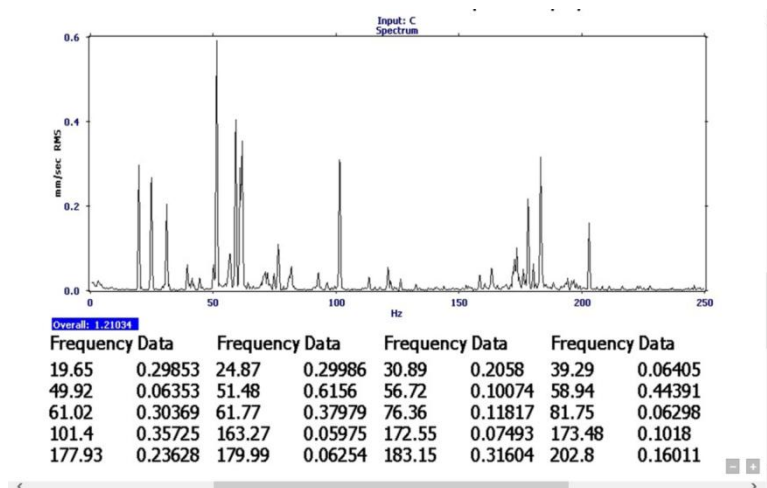 Input: C
Spectrum
0.6
0.4
mm/sec RMS
0.2
0.0
0 50 100 150 200 250
Hz
Overall: 1.21034
Frequency Data Frequency Data Frequency Data Frequency Data
19.65 0.29853 24.87 0.29986 30.89 0.2058 39.29 0.06405
49.92 0.06353 51.48 0.6156 56.72 0.10074 58.94 0.44391
61.02 0.30369 61.77 0.37979 76.36 0.11817 81.75 0.06298
101.4 0.35725 163.27 0.05975 172.55 0.07493 173.48 0.1018
177.93 0.23628 179.99 0.06254 183.15 0.31604 202.8 0.16011